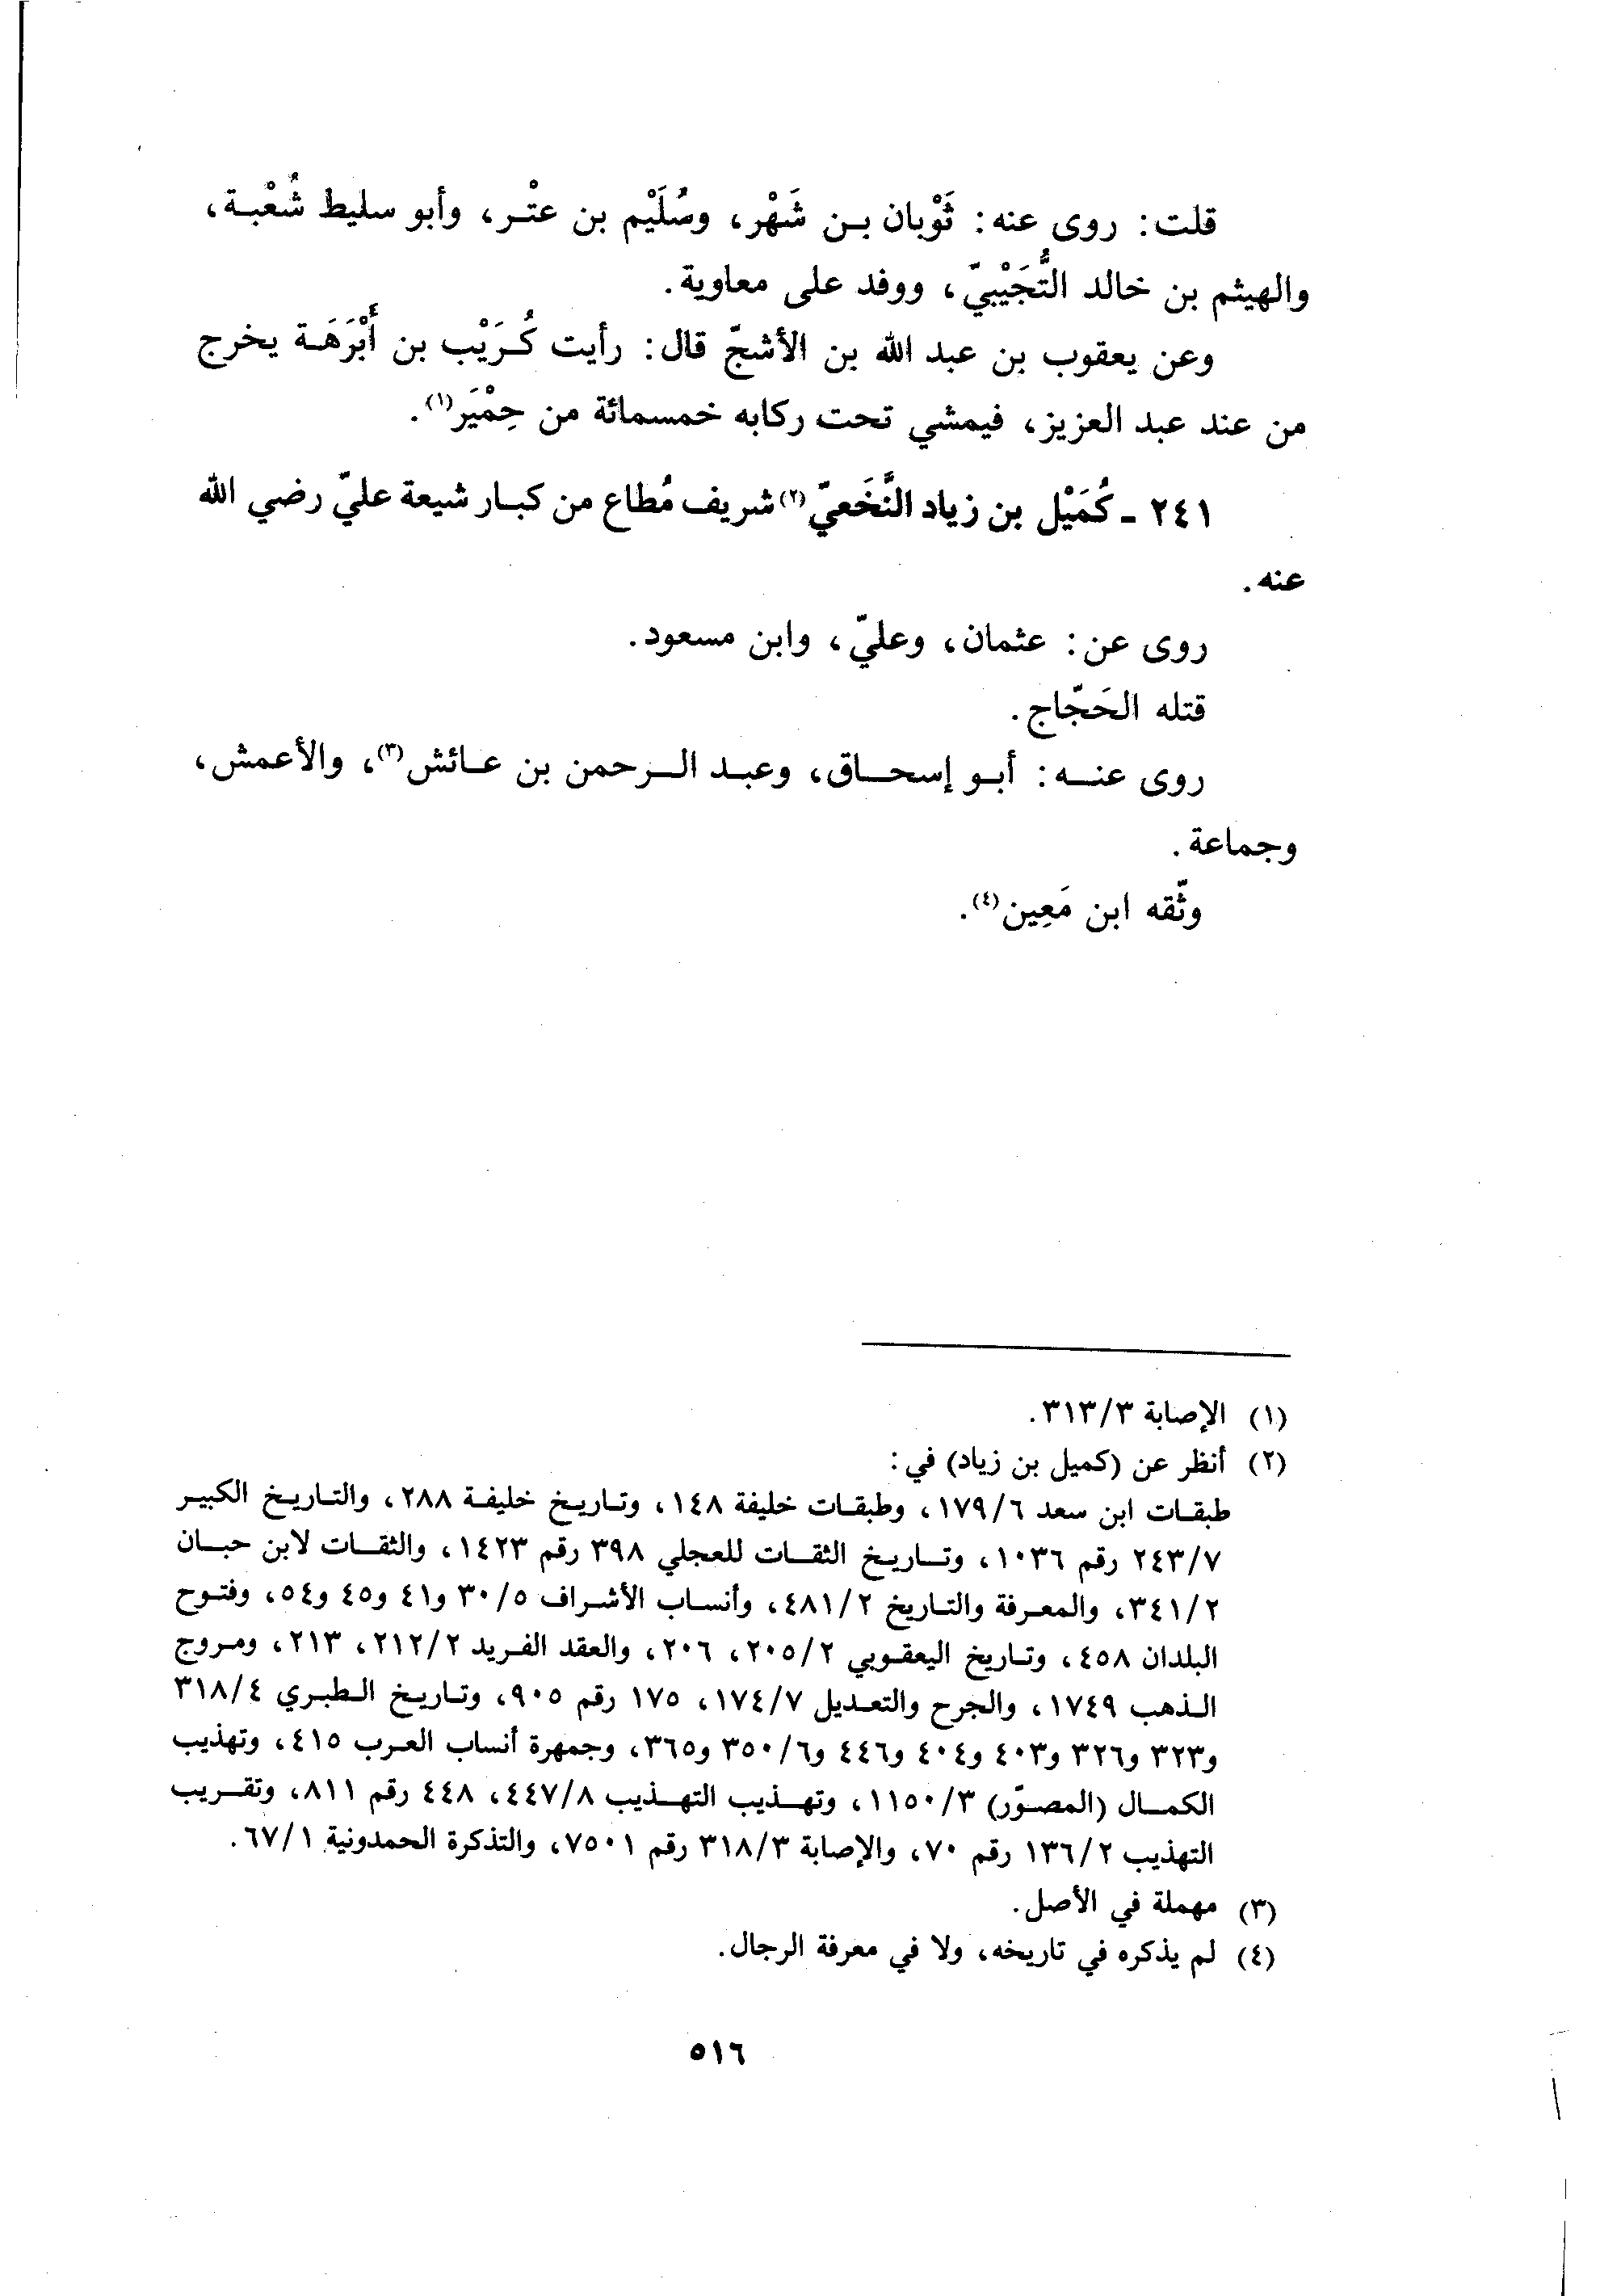 قلت: روى عنه: ثَوْبان بن شَهْر، وسُلَيْم بن عتْر، وأبو سليط شُعْبة،
والهيثم بن خالد التُّجَيْبيّ، ووفد على معاوية.
وعن يعقوب بن عبد الله بن الأشجّ قال: رأيت كُرَيْب بن أَبْرَهَة يخرج
من عند عبد العزيز، فيمشي تحت ركابه خمسمائة من حِمْيَر(١).
٢٤١ ـ كُمَيْل بن زياد النَّخَعيّ(٢) شريف مُطاع من كبار شيعة عليّ رضي الله
عنه.
روى عن: عثمان، وعليّ، وابن مسعود.
قتله الحَجّاج.
روى عنه: أبو إسحاق، وعبد الرحمن بن عائش(٣)، والأعمش،
وجماعة.
وثّقه ابن مَعِين(٤).
(١) الإصابة ٣/٣١٣.
(٢) أنظر عن (كميل بن زياد) في:
طبقات ابن سعد ٦/١٧٩، وطبقات خليفة ١٤٨، وتاريخ خليفة ٢٨٨، والتاريخ الكبير
٧/٢٤٣ رقم ١٠٣٦، وتاريخ الثقات للعجلي ٣٩٨ رقم ١٤٢٣، والثقات لابن حبان
٢/٣٤١، والمعرفة والتاريخ ٢/٤٨١، وأنساب الأشراف ٥/٣٠ و٤١ و٤٥ و٥٤، وفتوح
البلدان ٤٥٨، وتاريخ اليعقوبي ٢/٢٠٥، ٢٠٦، والعقد الفريد ٢/٢١٢، ٢١٣، ومروج
الذهب ١٧٤٩، والجرح والتعديل ٧/١٧٤، ١٧٥ رقم ٩٠٥، وتاريخ الطبري ٤/٣١٨
و٣٢٣ و٣٢٦ و٤٠٣ و٤٠٤ و٤٤٦ و٦/٣٥٠ و٣٦٥، وجمهرة أنساب العرب ٤١٥، وتهذيب
الكمال (المصوّر) ٣/١١٥٠، وتهذيب التهذيب ٨/٤٤٧، ٤٤٨ رقم ٨١١، وتقريب
التهذيب ٢/١٣٦ رقم ٧٠، والإصابة ٣/٣١٨ رقم ٧٥٠١، والتذكرة الحمدونية ١/٦٧.
(٣) مهملة في الأصل.
(٤) لم يذكره في تاريخه، ولا في معرفة الرجال.
٥١٦